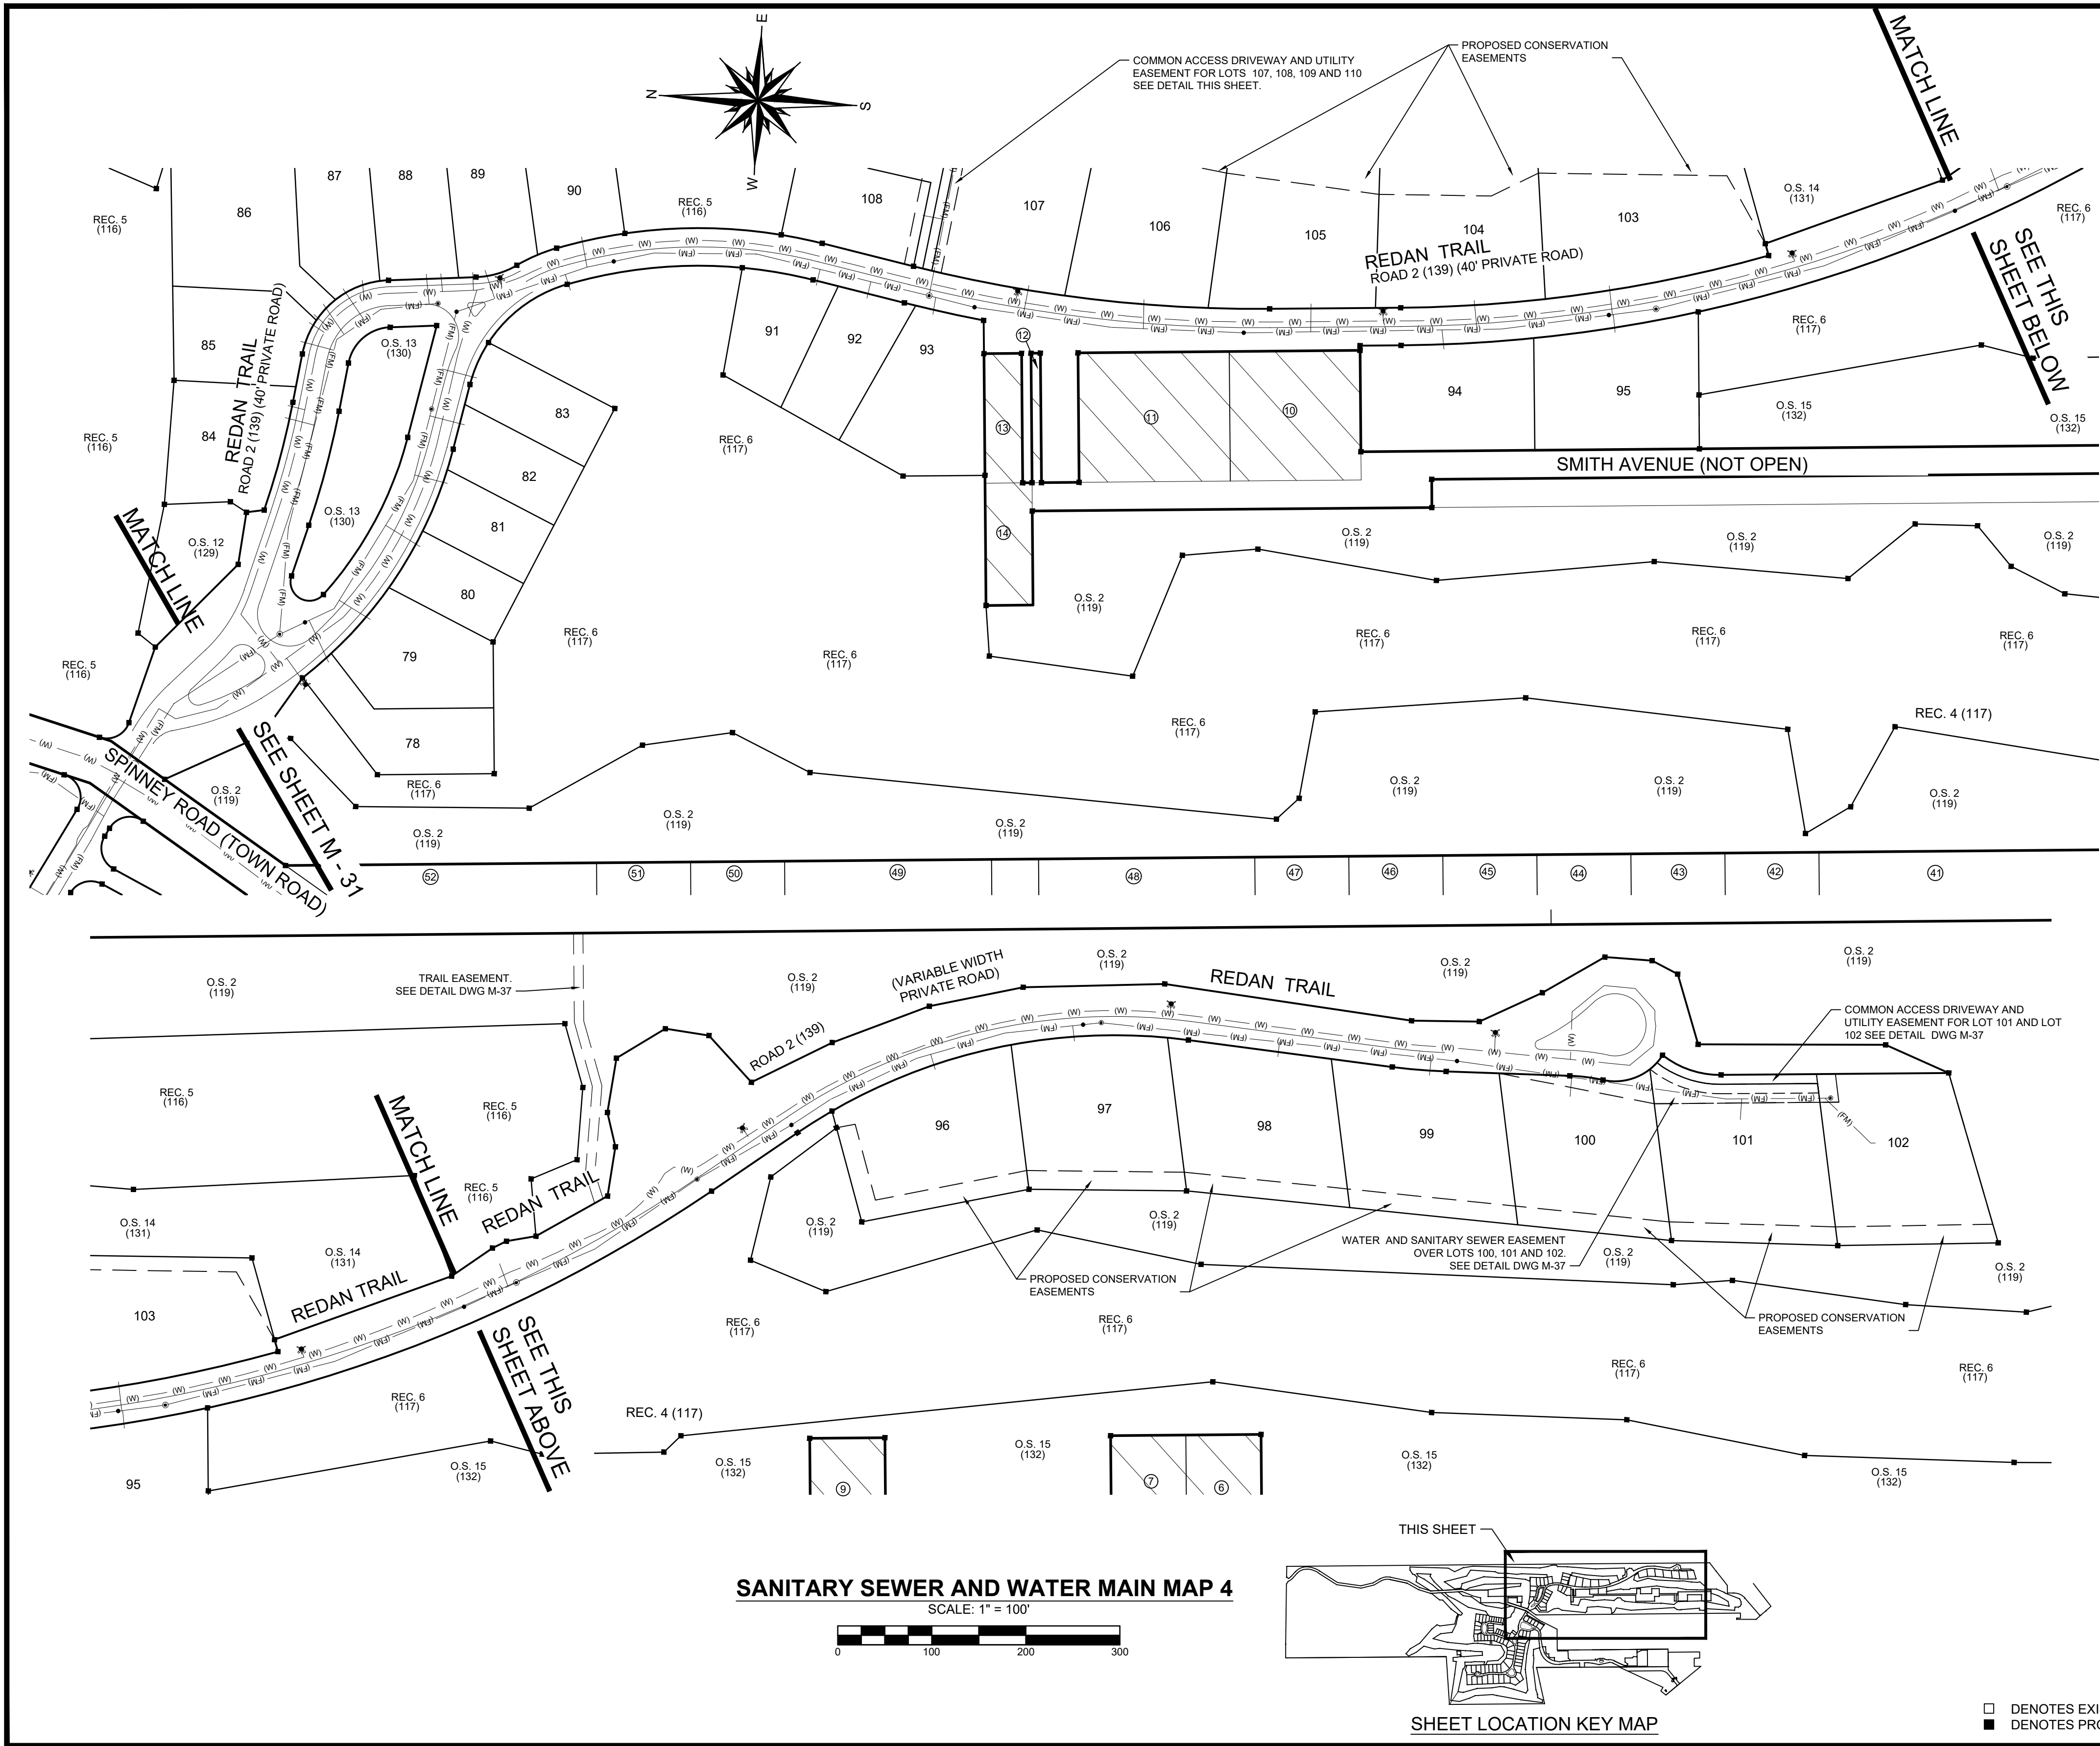 E
N
S
W
COMMON ACCESS DRIVEWAY AND UTILITY
EASEMENT FOR LOTS 107, 108, 109 AND 110
SEE DETAIL THIS SHEET.
PROPOSED CONSERVATION
EASEMENTS
MATCH LINE
SEE THIS
SHEET BELOW
REC. 5
(116)
86
87
88
89
90
REC. 5
(116)
108
107
106
105
104
103
O.S. 14
(131)
REC. 6
(117)
REDAN TRAIL
ROAD 2 (139) (40' PRIVATE ROAD)
85
REDAN TRAIL
ROAD 2 (139) (40' PRIVATE ROAD)
O.S. 13
(130)
91
92
93
12
REC. 6
(117)
84
REC. 5
(116)
83
REC. 6
(117)
13
11
10
94
95
O.S. 15
(132)
O.S. 15
(132)
SMITH AVENUE (NOT OPEN)
82
81
80
O.S. 13
(130)
O.S. 12
(129)
MATCH LINE
14
O.S. 2
(119)
O.S. 2
(119)
O.S. 2
(119)
O.S. 2
(119)
REC. 5
(116)
79
REC. 6
(117)
REC. 6
(117)
REC. 6
(117)
REC. 6
(117)
REC. 6
(117)
REC. 6
(117)
REC. 4 (117)
78
REC. 6
(117)
SEE SHEET M - 31
SPINNEY ROAD (TOWN ROAD)
O.S. 2
(119)
O.S. 2
(119)
O.S. 2
(119)
O.S. 2
(119)
O.S. 2
(119)
O.S. 2
(119)
O.S. 2
(119)
52
51
50
49
48
47
46
45
44
43
42
41
O.S. 2
(119)
TRAIL EASEMENT.
SEE DETAIL DWG M-37
O.S. 2
(119)
(VARIABLE WIDTH
PRIVATE ROAD)
O.S. 2
(119)
REDAN TRAIL
O.S. 2
(119)
O.S. 2
(119)
COMMON ACCESS DRIVEWAY AND
UTILITY EASEMENT FOR LOT 101 AND LOT
102 SEE DETAIL DWG M-37
ROAD 2 (139)
REC. 5
(116)
REC. 5
(116)
MATCH LINE
96
97
98
99
100
101
102
(FM)
REC. 5
(116)
REDAN TRAIL
O.S. 14
(131)
O.S. 14
(131)
O.S. 2
(119)
O.S. 2
(119)
WATER AND SANITARY SEWER EASEMENT
OVER LOTS 100, 101 AND 102.
SEE DETAIL DWG M-37
O.S. 2
(119)
O.S. 2
(119)
REDAN TRAIL
PROPOSED CONSERVATION
EASEMENTS
PROPOSED CONSERVATION
EASEMENTS
103
REC. 6
(117)
REC. 6
(117)
SEE THIS
SHEET ABOVE
REC. 6
(117)
REC. 6
(117)
REC. 6
(117)
REC. 4 (117)
95
O.S. 15
(132)
O.S. 15
(132)
9
O.S. 15
(132)
7
6
O.S. 15
(132)
O.S. 15
(132)
SANITARY SEWER AND WATER MAIN MAP 4
SCALE: 1" = 100'
0 100 200 300
THIS SHEET
SHEET LOCATION KEY MAP
DENOTES EXI
DENOTES PRO